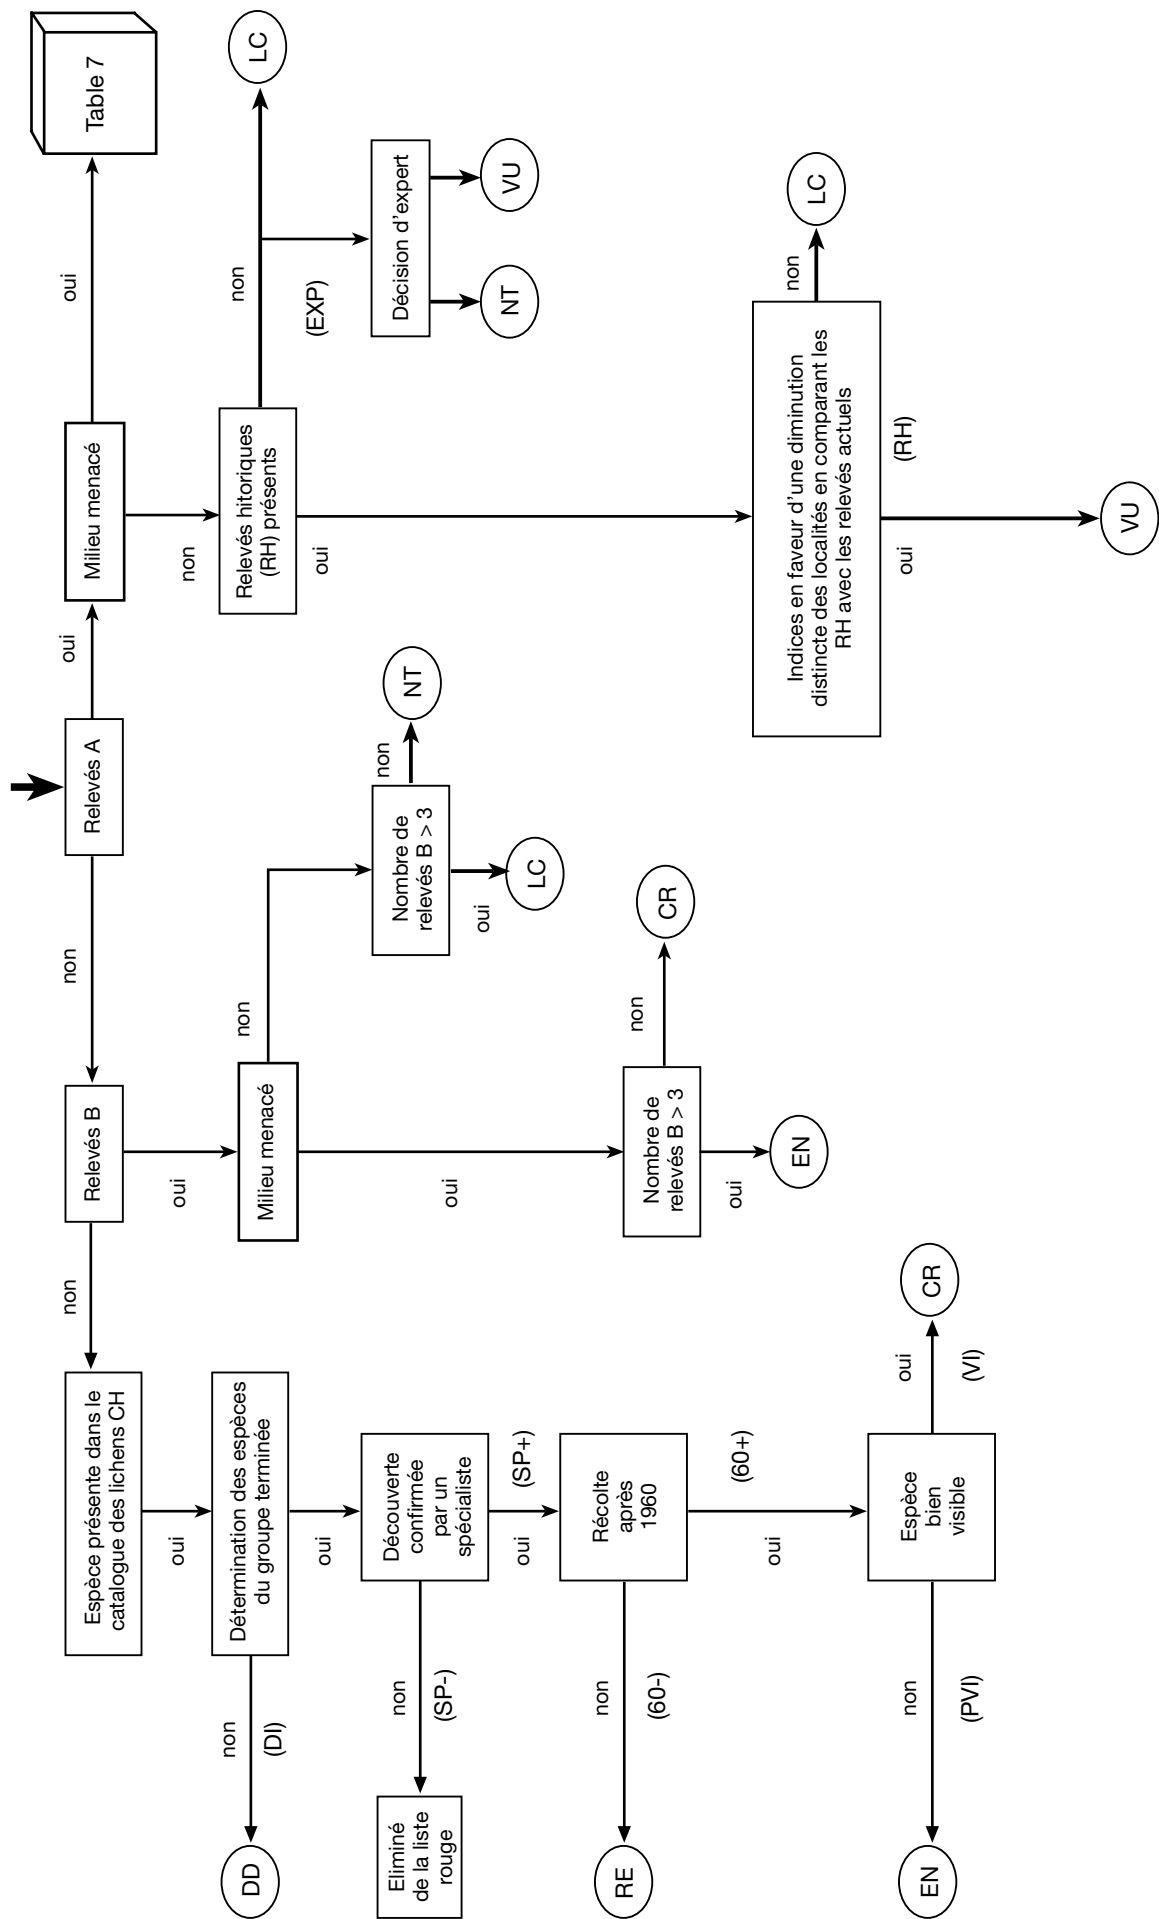 Espèce présente dans le
catalogue des lichens CH
non
Relevés B
non
Relevés A
oui
Milieu menacé
oui
Table 7
oui
DD
non
(DI)
Détermination des espèces
du groupe terminée
oui
Eliminé
de la liste
rouge
non
(SP-)
Découverte
confirmée
par un
spécialiste
oui
(SP+)
RE
non
(60-)
Récolte
après
1960
oui
(60+)
EN
non
(PVI)
Espèce
bien
visible
oui
(VI)
CR
oui
Milieu menacé
non
Nombre de
relevés B > 3
non
NT
oui
LC
oui
Nombre de
relevés B > 3
non
CR
oui
EN
non
Relevés hitoriques
(RH) présents
non
LC
(EXP)
Décision d'expert
NT
VU
oui
Indices en faveur d'une diminution
distincte des localités en comparant les
RH avec les relevés actuels
non
LC
oui
(RH)
VU